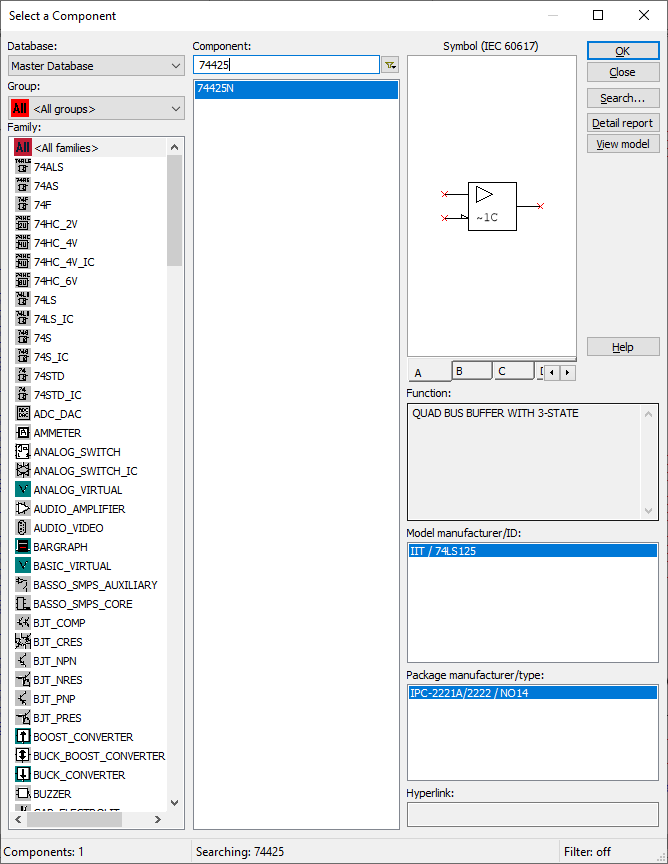 Select a Component
Database:
Master Database
Group:
All <All groups>
Family:
All <All families>
74ALS
74AS
74F
74HC_2V
74HC_4V
74HC_4V_IC
74HC_6V
74LS
74LS_IC
74S
74S_IC
74STD
74STD_IC
ADC_DAC
AMMETER
ANALOG_SWITCH
ANALOG_SWITCH_IC
ANALOG_VIRTUAL
AUDIO_AMPLIFIER
AUDIO_VIDEO
BARGRAPH
BASIC_VIRTUAL
BASSO_SMPS_AUXILIARY
BASSO_SMPS_CORE
BJT_COMP
BJT_CRES
BJT_NPN
BJT_NRES
BJT_PNP
BJT_PRES
BOOST_CONVERTER
BUCK_BOOST_CONVERTER
BUCK_CONVERTER
BUZZER
Component:
74425
74425N
Symbol (IEC 60617)
~1C
A B C
Function:
QUAD BUS BUFFER WITH 3-STATE
Model manufacturer/ID:
IIT / 74LS125
Package manufacturer/type:
IPC-2221A/2222 / NO14
Hyperlink:
OK
Close
Search...
Detail report
View model
Help
Components: 1
Searching: 74425
Filter: off